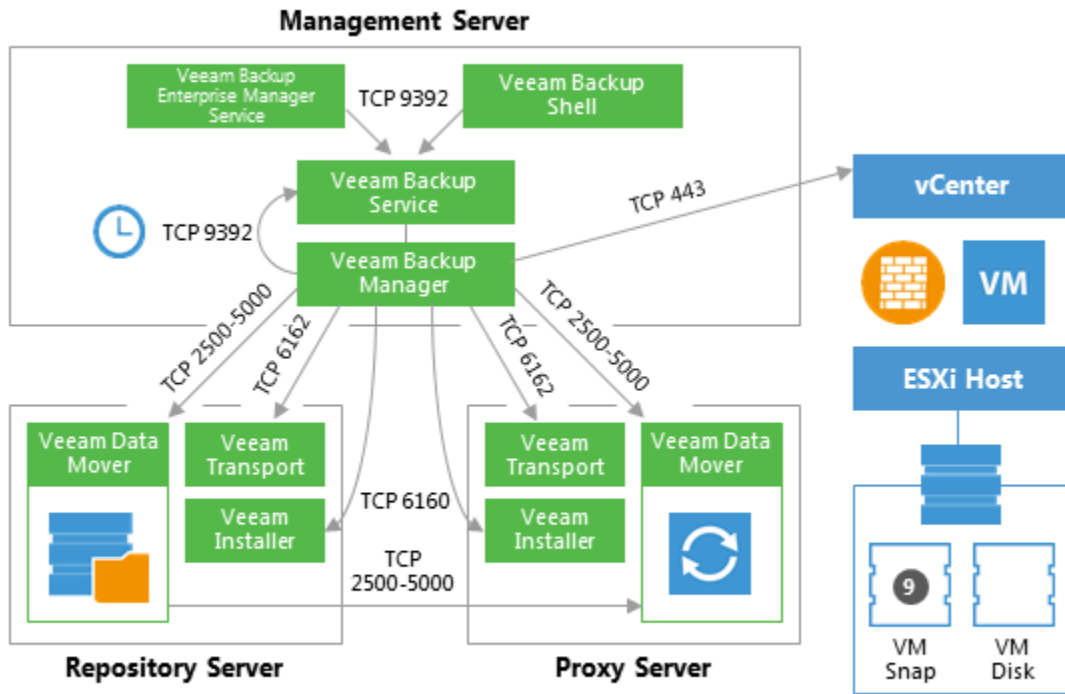 Management Server
Veeam Backup
Enterprise Manager
Service
TCP 9392
Veeam Backup
Shell
Veeam Backup
Service
TCP 9392
Veeam Backup
Manager
TCP 443
vCenter
VM
ESXi Host
TCP 2500-5000
TCP 6162
TCP 6162
TCP 2500-5000
Veeam Data
Mover
Veeam
Transport
Veeam
Installer
TCP 6160
TCP
2500-5000
Veeam
Transport
Veeam
Installer
Veeam Data
Mover
9
VM
Snap
VM
Disk
Repository Server
Proxy Server